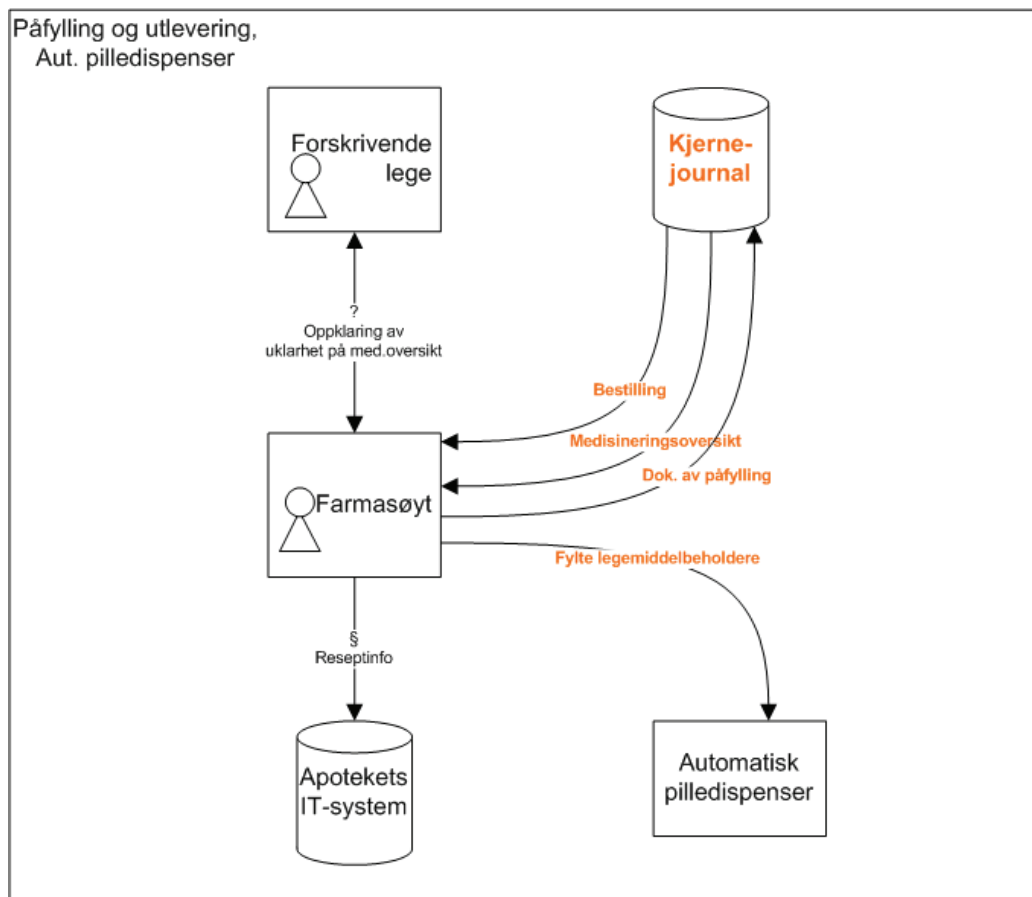 Påfylling og utlevering,
Aut. pilledispenser
Forskrivende
lege
Kjerne-
journal
?
Oppklaring av
uklarhet på med.oversikt
Bestilling
Medisineringsoversikt
Dok. av påfylling
Farmasøyt
Fylte legemiddelbeholdere
§
Reseptinfo
Apotekets
IT-system
Automatisk
pilledispenser